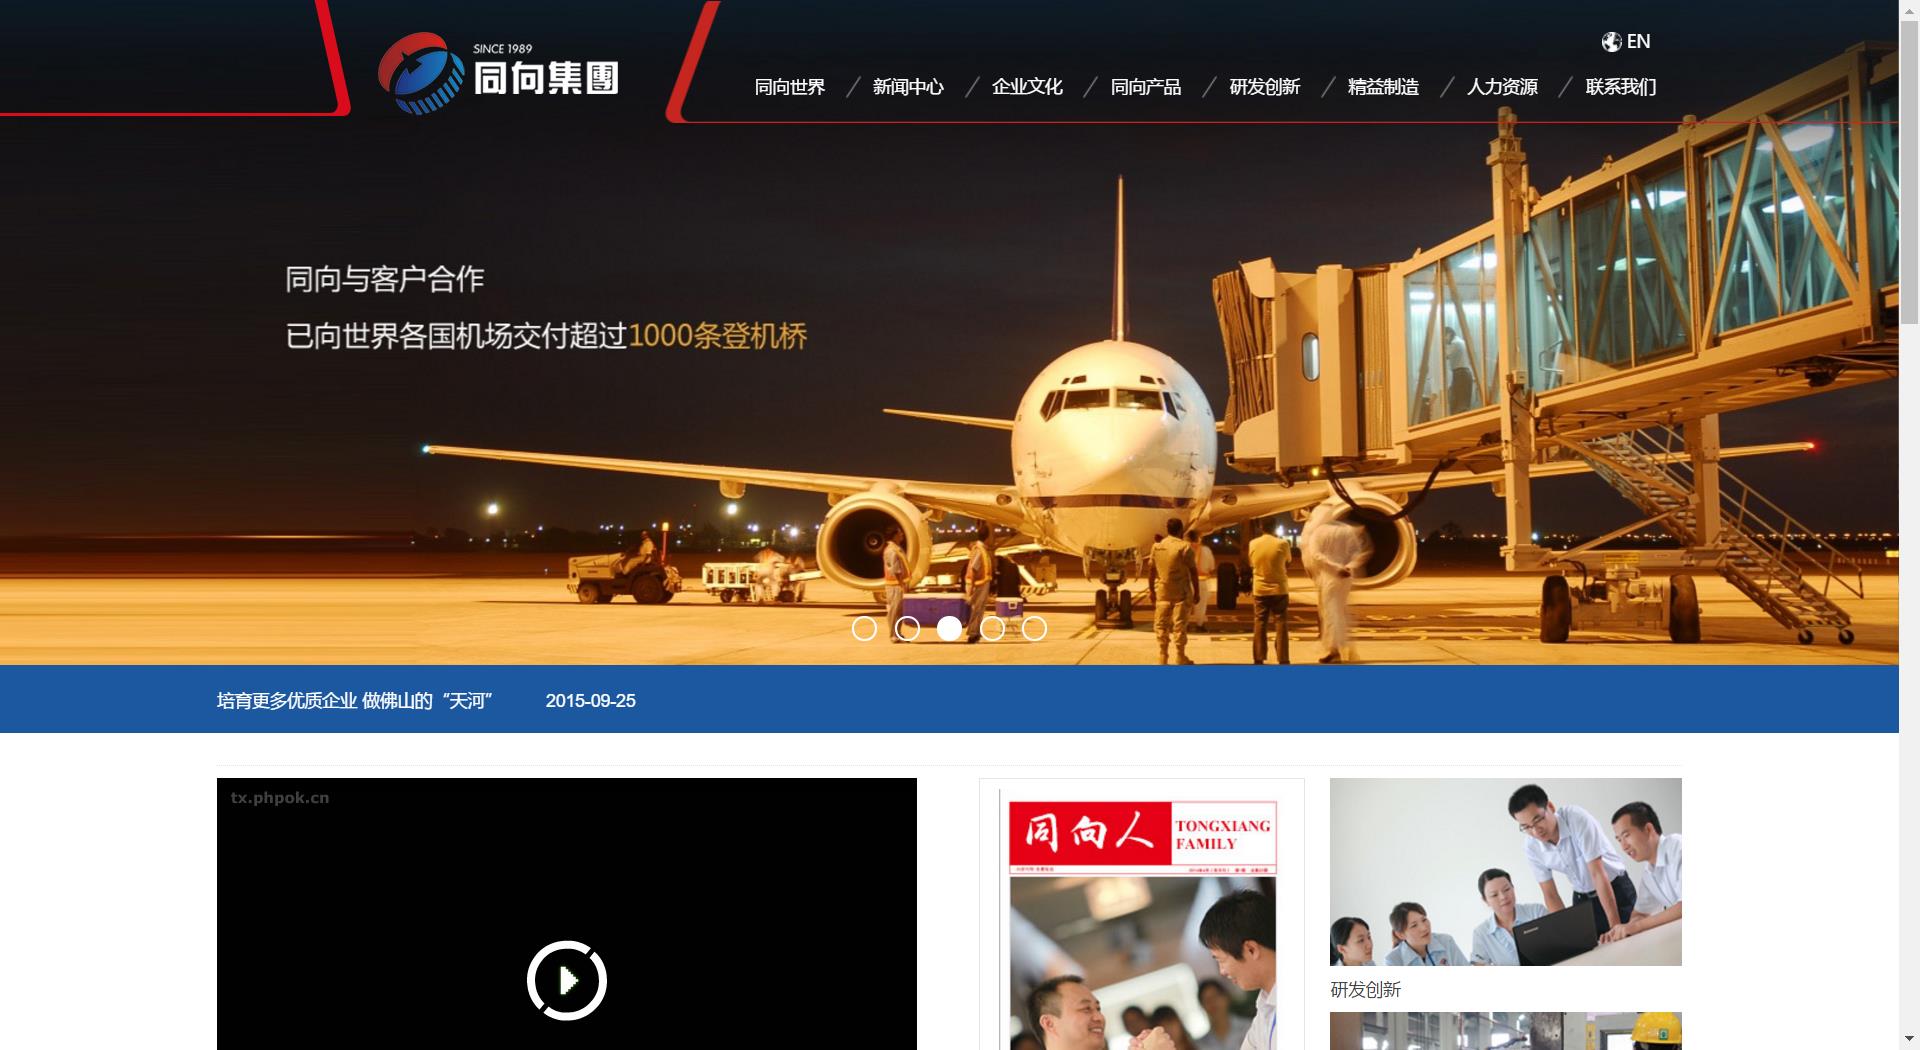 SINCE 1989
同向集團
EN
同向世界
新闻中心
企业文化
同向产品
研发创新
精益制造
人力资源
联系我们
同向与客户合作
已向世界各国机场交付超过1000条登机桥
培育更多优质企业 做佛山的“天河”
2015-09-25
tx.phpok.cn
同向人
TONGXIANG
FAMILY
研发创新